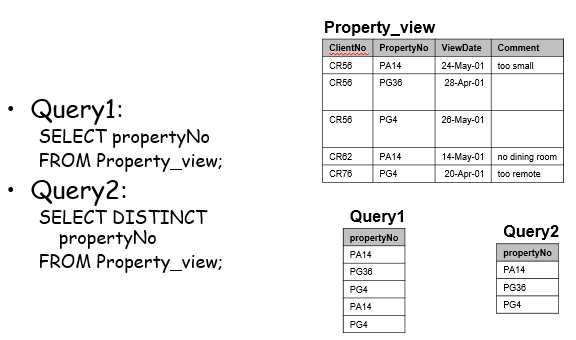 • Query1:
SELECT propertyNo
FROM Property_view;
• Query2:
SELECT DISTINCT
propertyNo
FROM Property_view;
Property_view
ClientNo PropertyNo ViewDate Comment
CR56 PA14 24-May-01 too small
CR56 PG36 28-Apr-01
CR56 PG4 26-May-01
CR62 PA14 14-May-01 no dining room
CR76 PG4 20-Apr-01 too remote
Query1
propertyNo
PA14
PG36
PG4
PA14
PG4
Query2
propertyNo
PA14
PG36
PG4